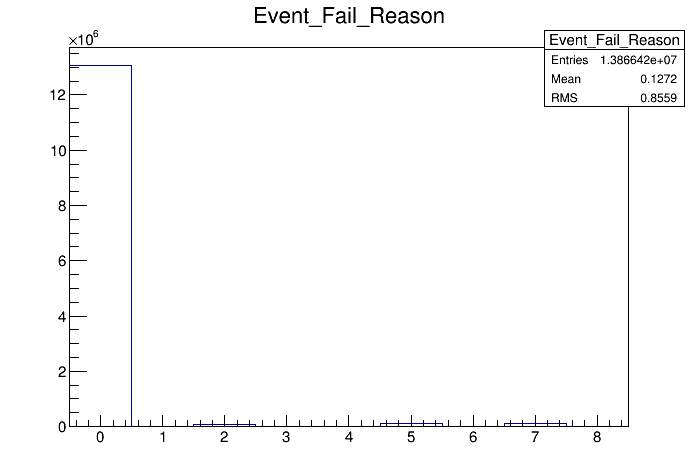 Event_Fail_Reason
×10⁶
Event_Fail_Reason
Entries 1.386642e+07
Mean 0.1272
RMS 0.8559
12
10
8
6
4
2
0
0 1 2 3 4 5 6 7 8